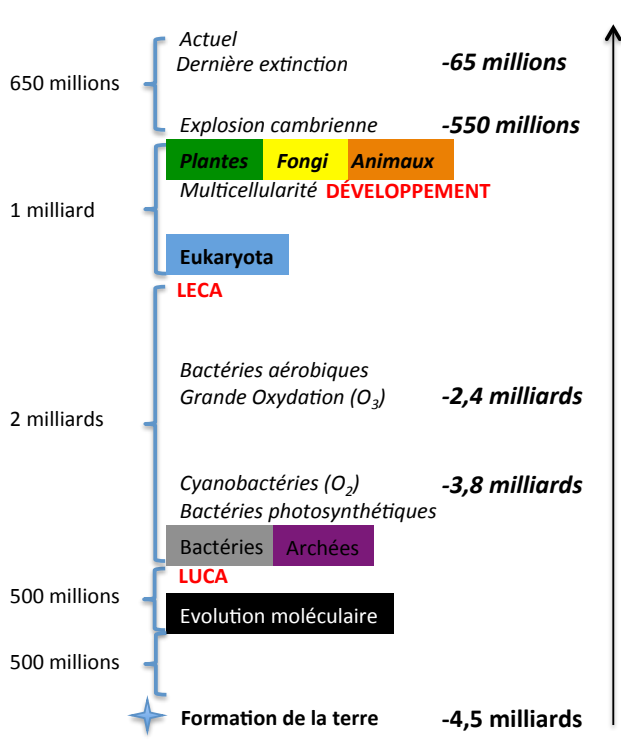 Actuel
Dernière extinction -65 millions
650 millions
Explosion cambrienne -550 millions
Plantes Fongi Animaux
Multicellularité DÉVELOPPEMENT
1 milliard
Eukaryota
LECA
Bactéries aérobiques
Grande Oxydation (O3) -2,4 milliards
2 milliards
Cyanobactéries (O2) -3,8 milliards
Bactéries photosynthétiques
Bactéries Archées
LUCA
500 millions
Evolution moléculaire
500 millions
Formation de la terre -4,5 milliards